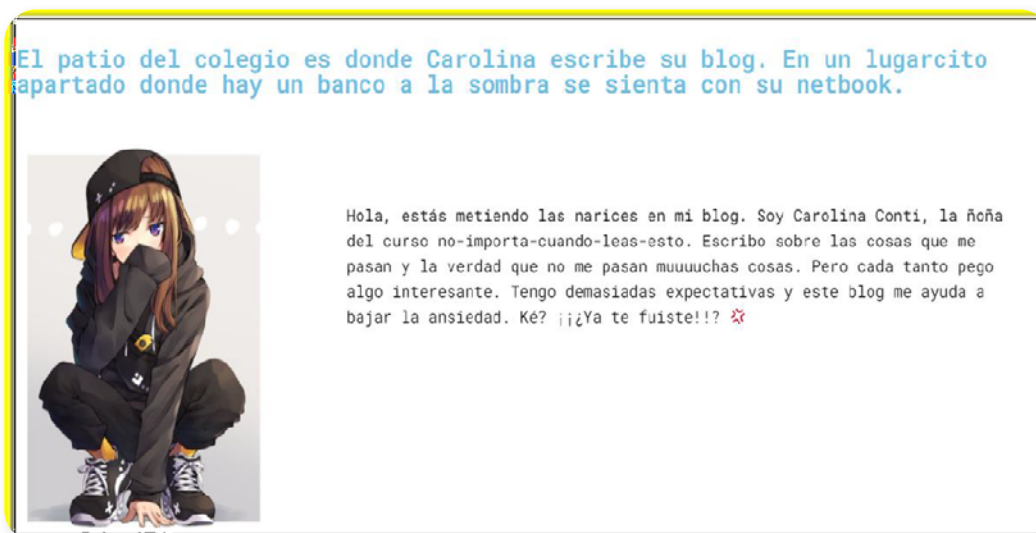 El patio del colegio es donde Carolina escribe su blog. En un lugarcito
apartado donde hay un banco a la sombra se sienta con su netbook.
Hola, estás metiendo las narices en mi blog. Soy Carolina Conti, la ñoña
del curso no-importa-cuando-leas-esto. Escribo sobre las cosas que me
pasan y la verdad que no me pasan muuuuchas cosas. Pero cada tanto pego
algo interesante. Tengo demasiadas expectativas y este blog me ayuda a
bajar la ansiedad. Ké? ¡¡¿Ya te fuiste!!? 💢